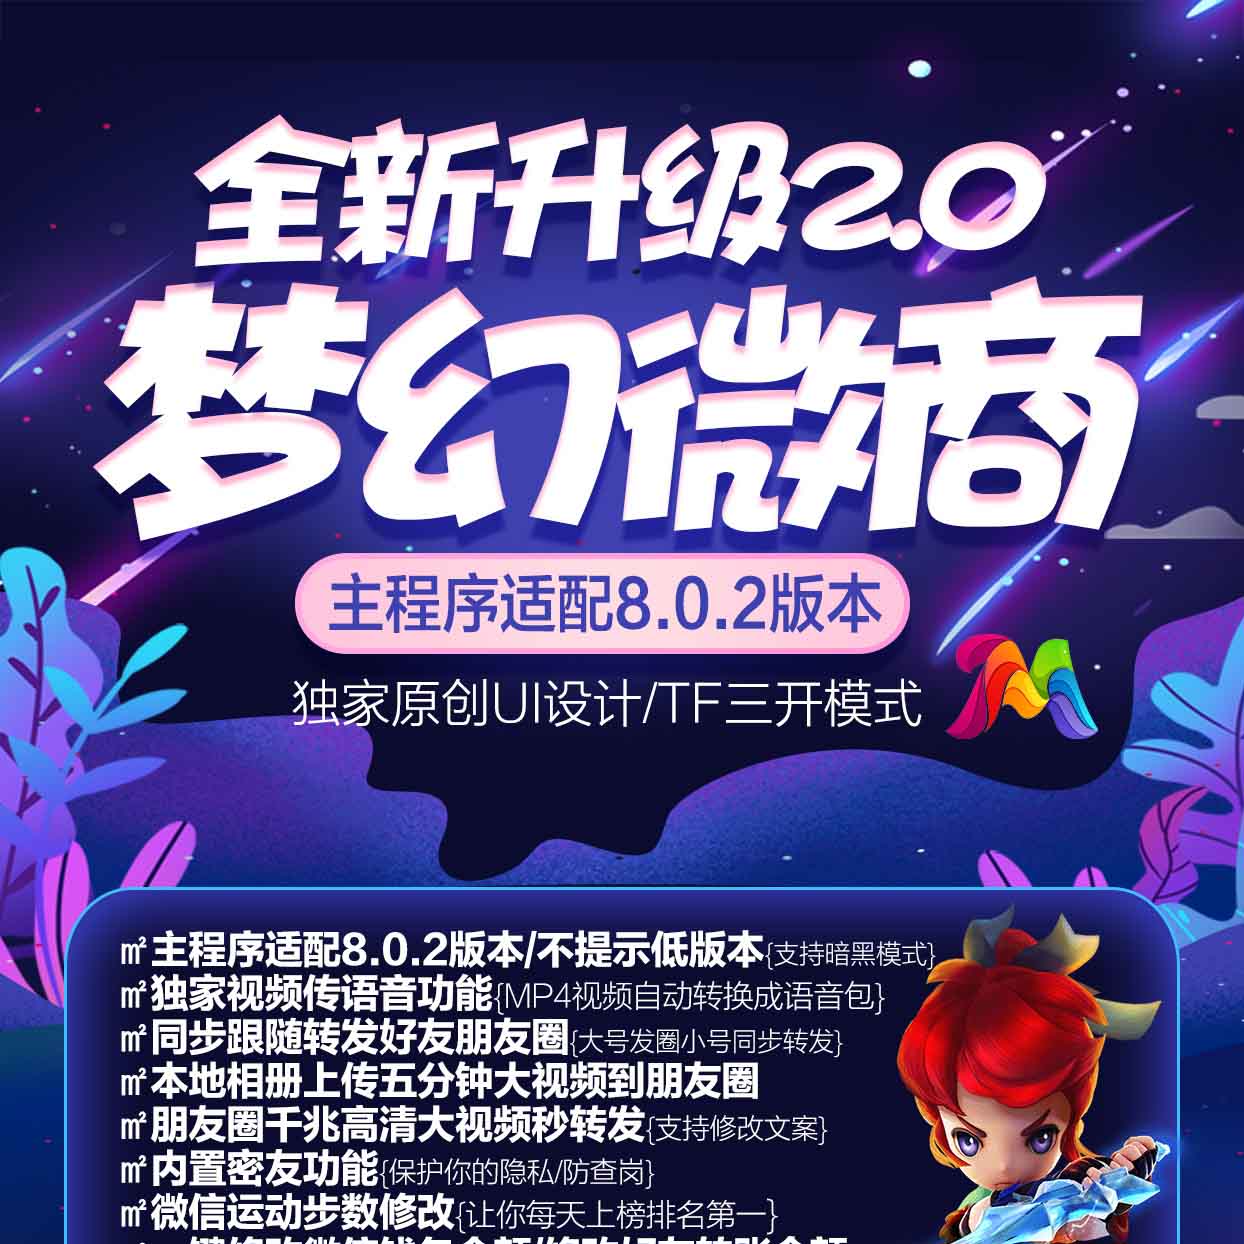 全新升级2.0
梦幻微商
主程序适配8.0.2版本
独家原创UI设计/TF三开模式
㎡主程序适配8.0.2版本/不提示低版本{支持暗黑模式}
㎡独家视频传语音功能{MP4视频自动转换成语音包}
㎡同步跟随转发好友朋友圈{大号发圈小号同步转发}
㎡本地相册上传五分钟大视频到朋友圈
㎡朋友圈千兆高清大视频秒转发{支持修改文案}
㎡内置密友功能{保护你的隐私/防查岗}
㎡微信运动步数修改{让你每天上榜排名第一}